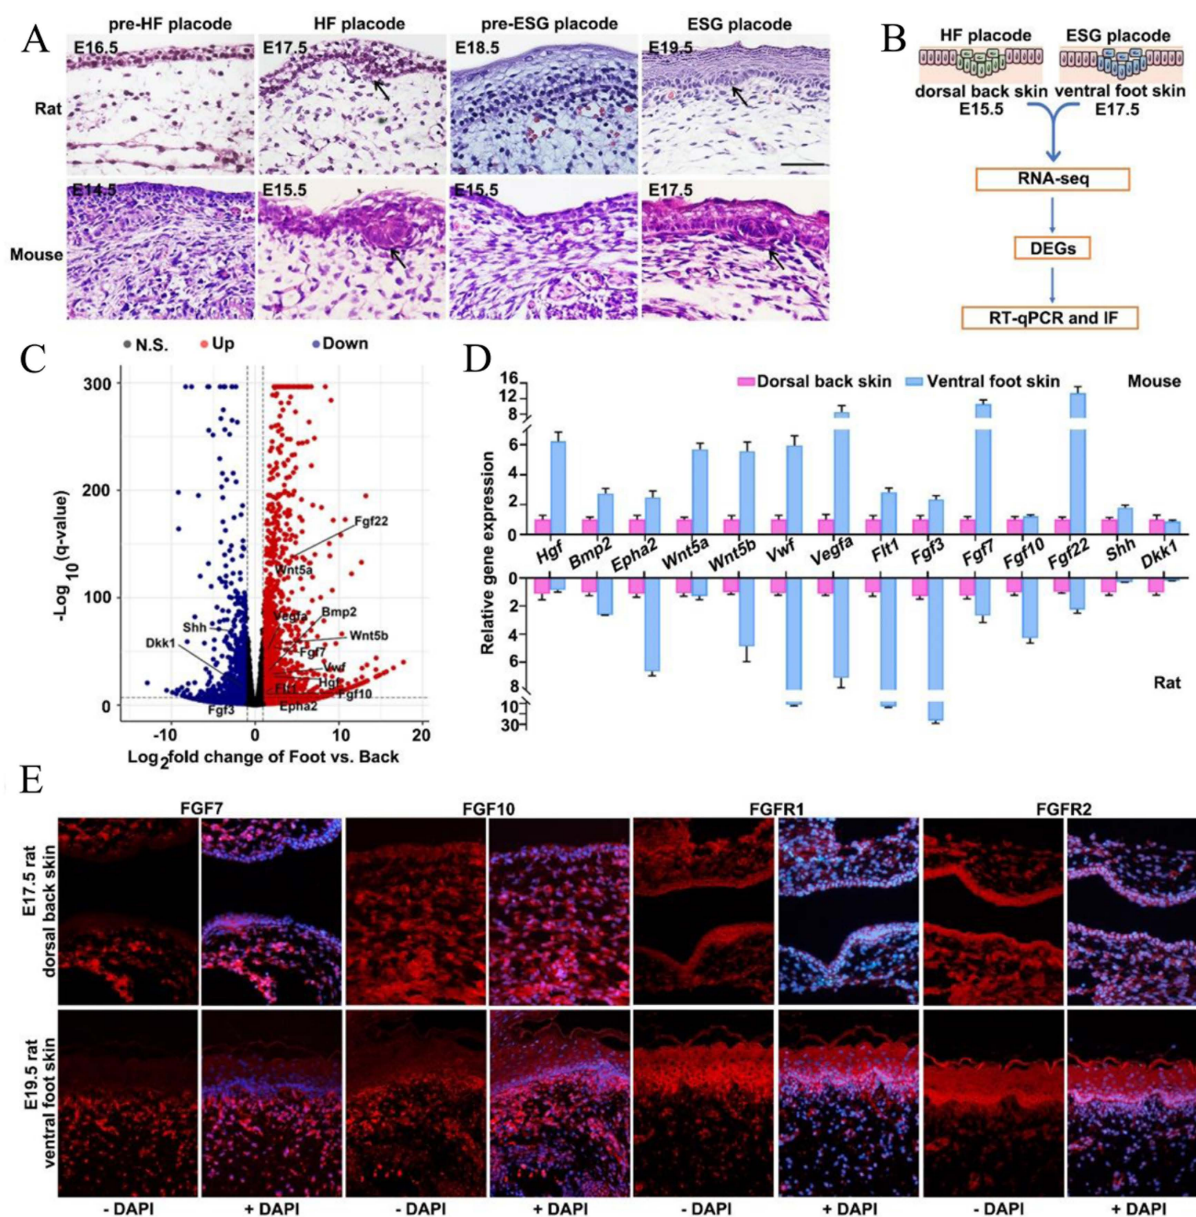 A
pre-HF placode HF placode pre-ESG placode ESG placode
E16.5 E17.5 E18.5 E19.5
Rat
E14.5 E15.5 E15.5 E17.5
Mouse
B
HF placode ESG placode
dorsal back skin ventral foot skin
E15.5 E17.5
RNA-seq
DEGs
RT-qPCR and IF
C
N.S. Up Down
300
200
100
0
-Log10 (q-value)
Fgf22
Wnt5a
Vegfa
Bmp2
Shh
Wnt5b
Dkk1
Fgf7
Vwf
Hgf
Flt1
Fgf10
Fgf3
Epha2
-10 0 10 20
Log2fold change of Foot vs. Back
D
Dorsal back skin Ventral foot skin Mouse
16
14
12
10
8
6
4
2
0
Hgf Bmp2 Epha2 Wnt5a Wnt5b Vwf Vegfa Flt1 Fgf3 Fgf7 Fgf10 Fgf22 Shh Dkk1
0
2
4
6
8
10
30
Relative gene expression
Rat
E
FGF7 FGF10 FGFR1 FGFR2
E17.5 rat
dorsal back skin
E19.5 rat
ventral foot skin
- DAPI + DAPI - DAPI + DAPI - DAPI + DAPI - DAPI + DAPI